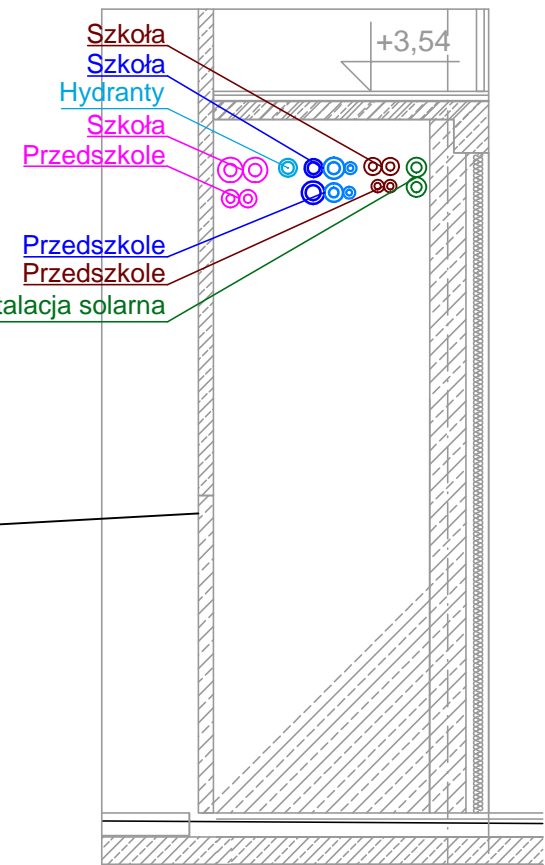 Szkoła
+3,54
Szkoła
Hydranty
Szkoła
Przedszkole
Przedszkole
Przedszkole
talacja solarna